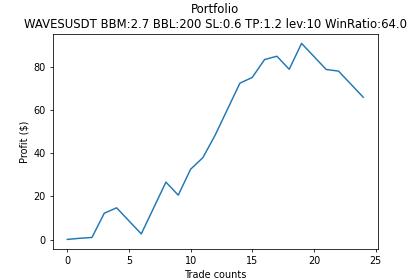 Portfolio
WAVESUSDT BBM:2.7 BBL:200 SL:0.6 TP:1.2 lev:10 WinRatio:64.0
80
60
40
20
0
Profit ($)
0 5 10 15 20 25
Trade counts